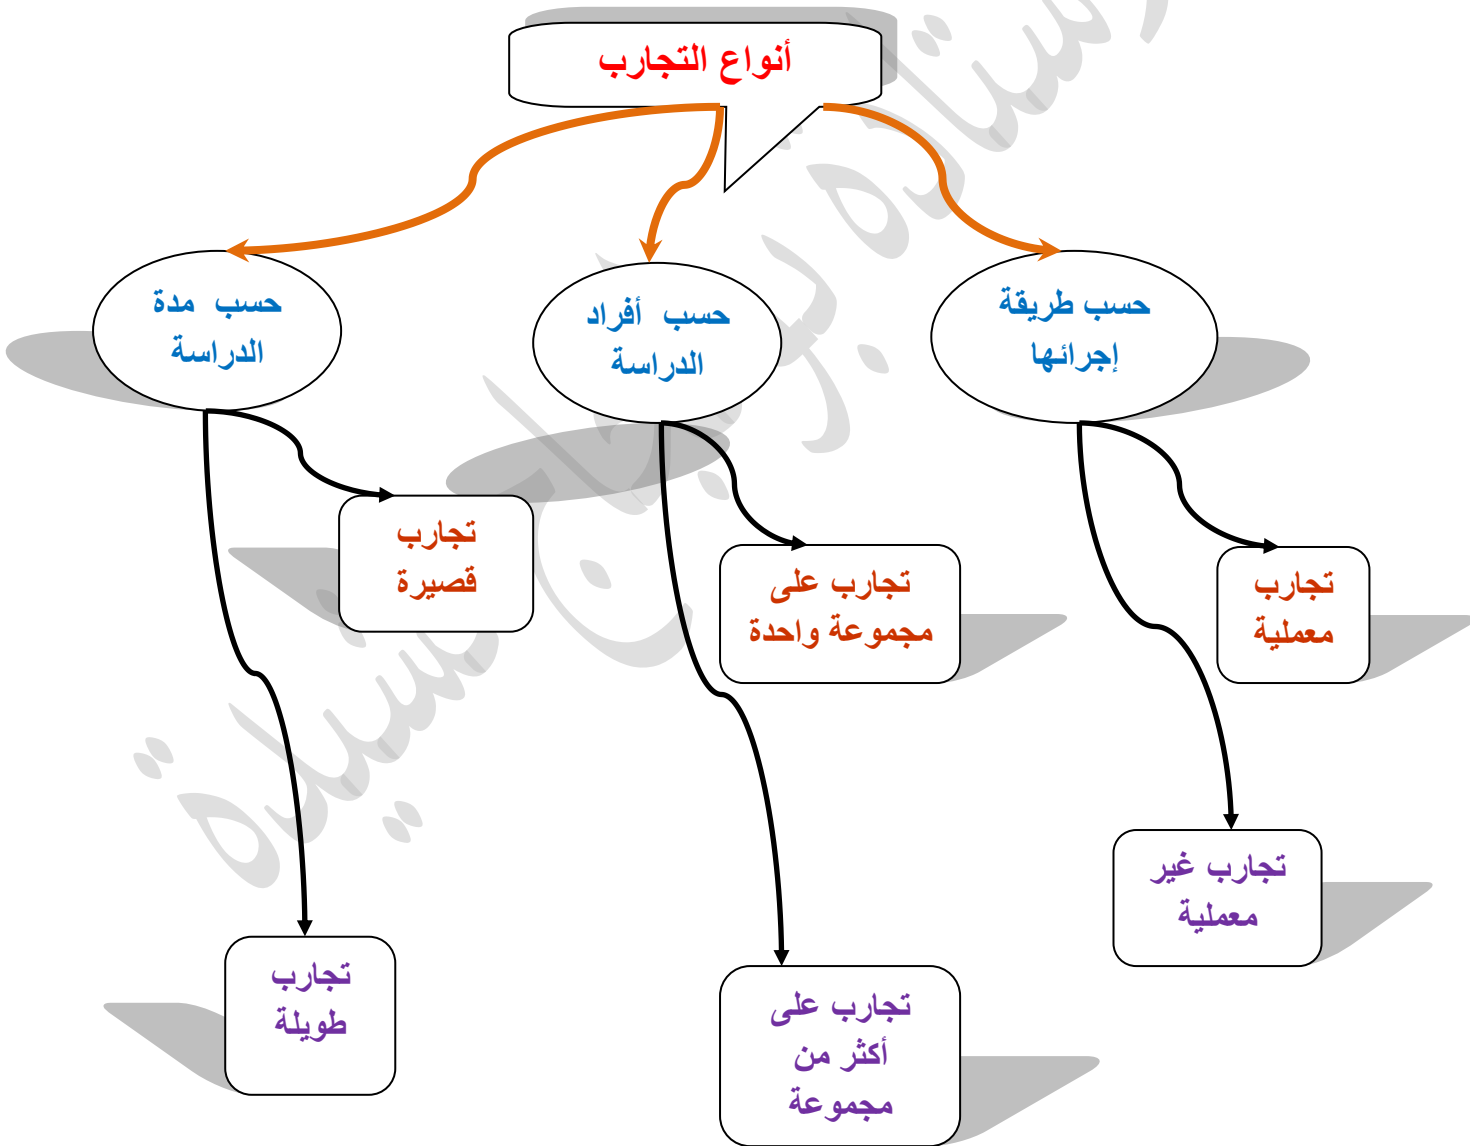 أنواع التجارب
حسب طريقة
إجرائها
حسب أفراد
الدراسة
حسب مدة
الدراسة
تجارب
معملية
تجارب على
مجموعة واحدة
تجارب
قصيرة
تجارب غير
معملية
تجارب على
أكثر من
مجموعة
تجارب
طويلة